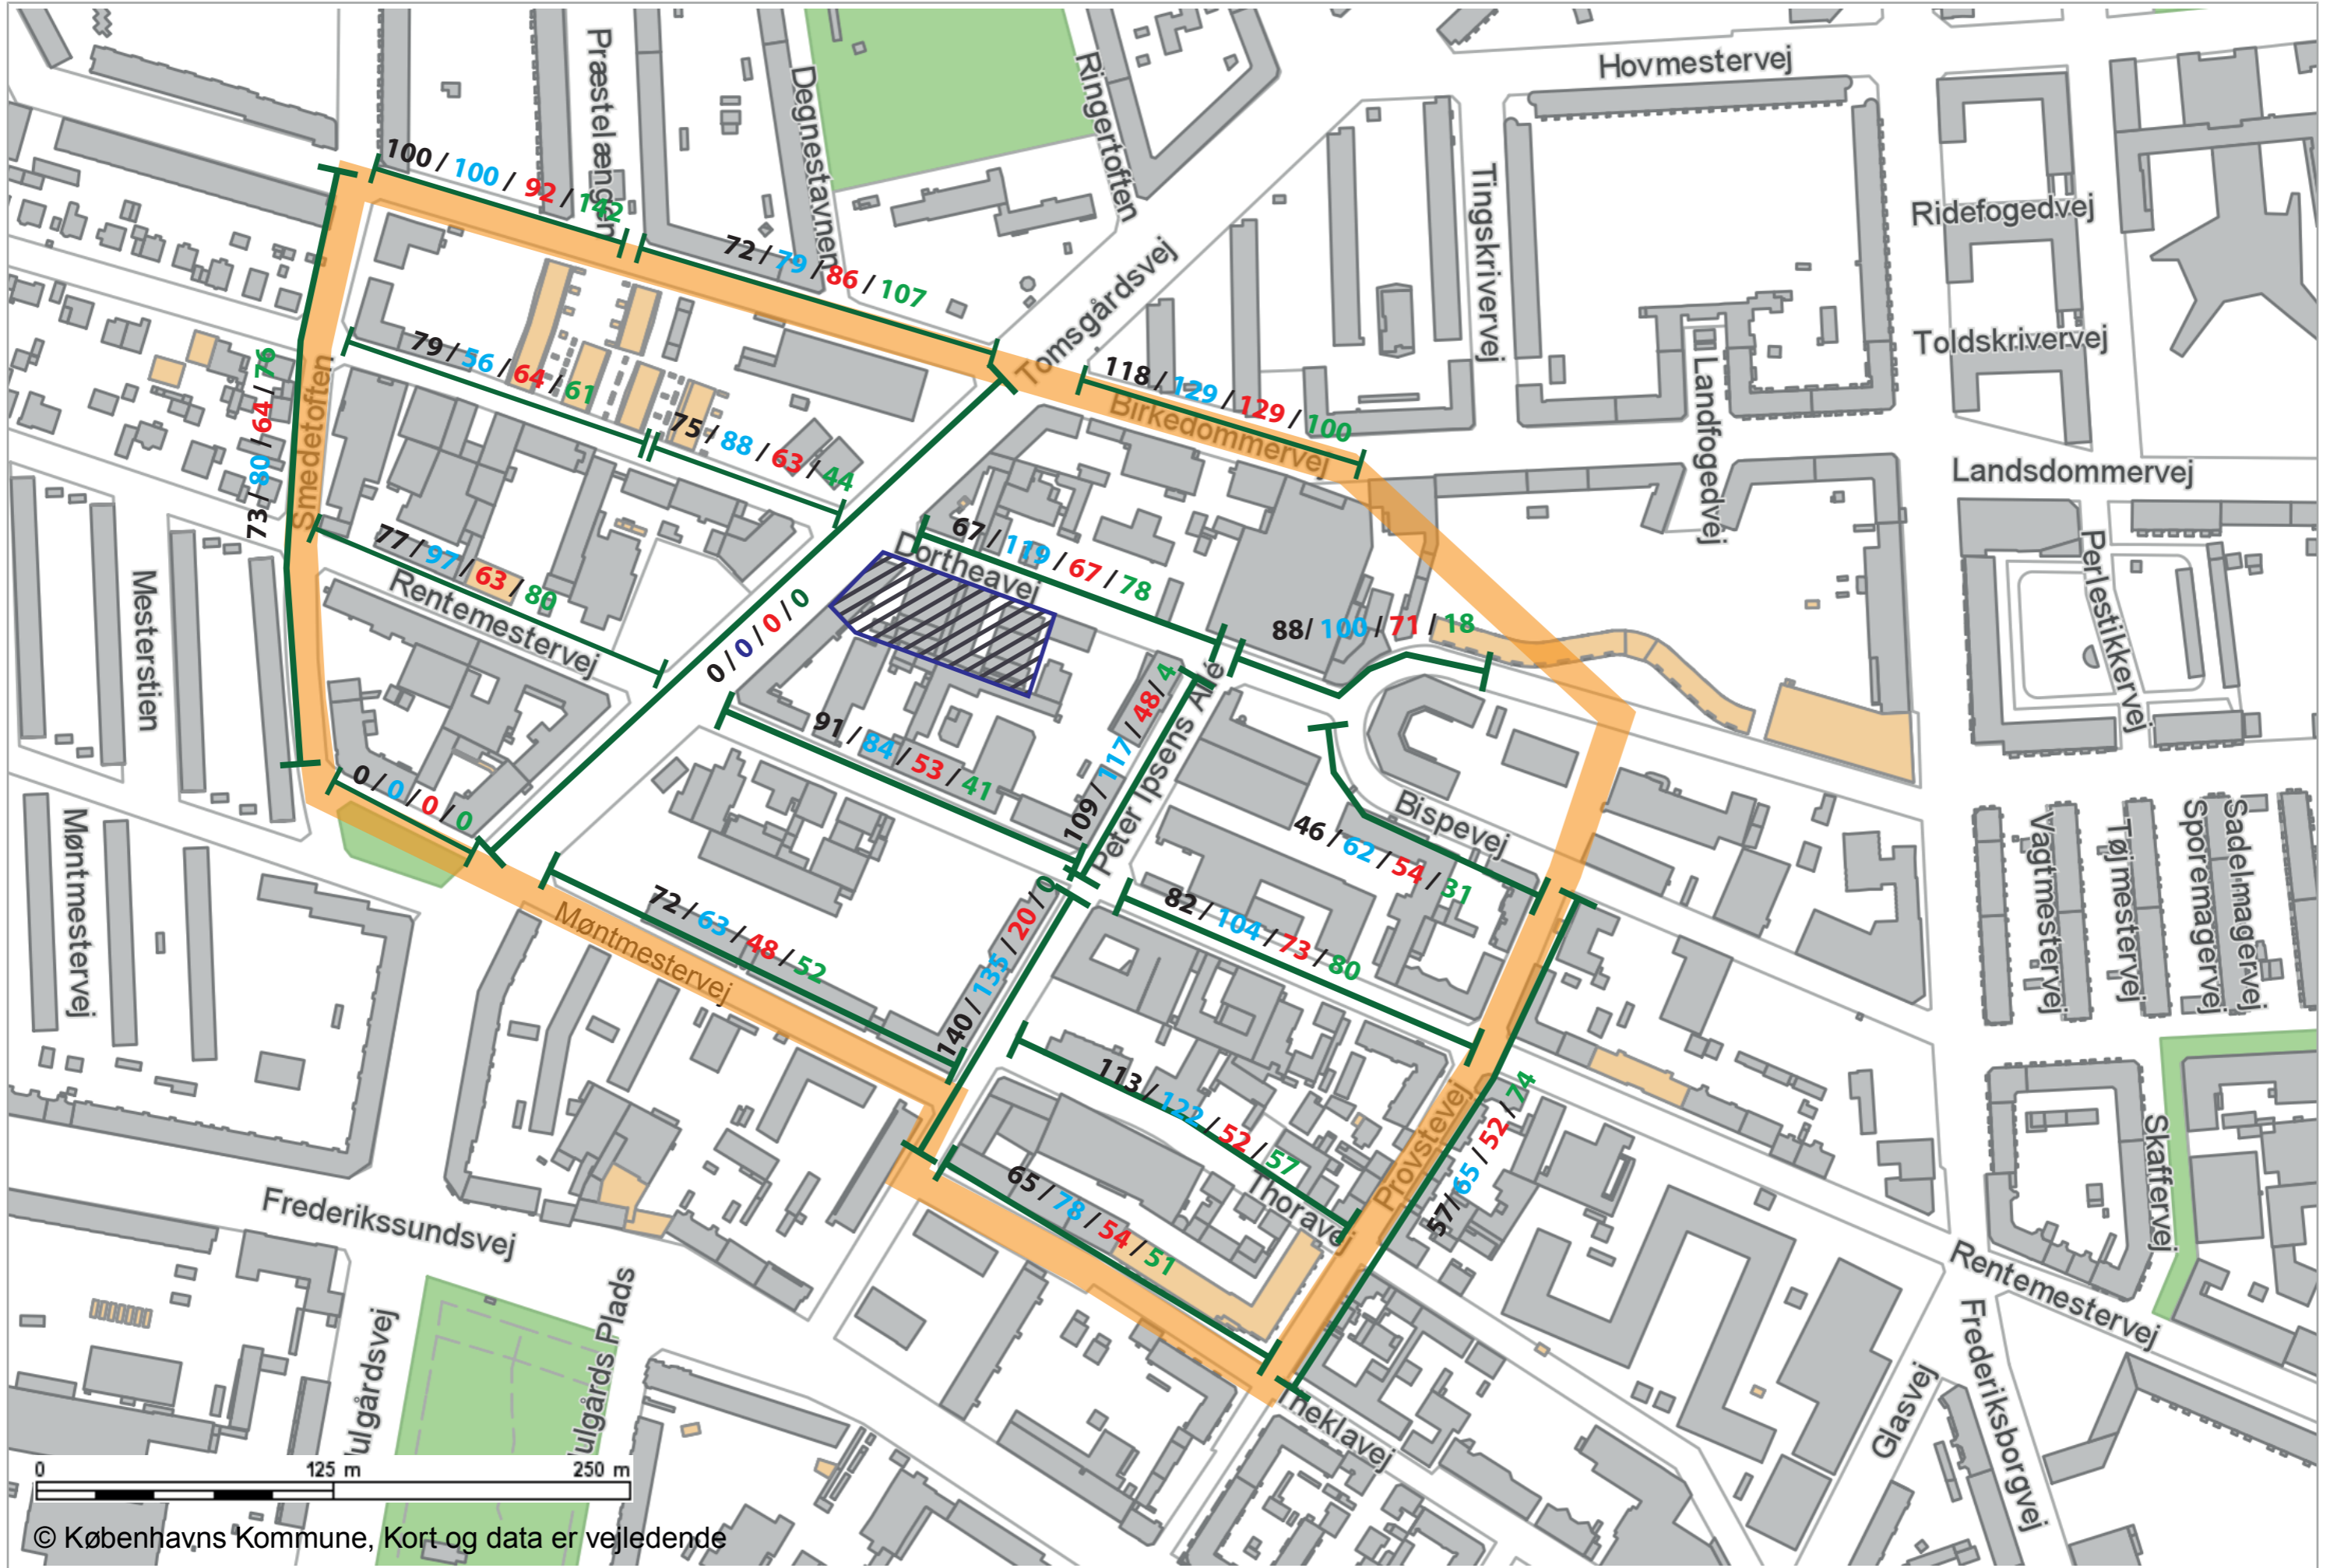 Hovmestervej
Præstelængen
Degnestavnen
Ringertoften
Tingskrivervej
Ridefogedvej
100 / 100 / 92 / 142
72 / 79 / 86 / 107
Tomsgårdsvej
Toldskrivervej
Landfogedvej
118 / 129 / 129 / 100
Birkedommervej
79 / 56 / 64 / 61
75 / 88 / 63 / 44
73 / 80 / 64 / 76
Smedetoften
Landsdommervej
Perlestikkervej
77 / 97 / 63 / 80
Rentemestervej
67 / 119 / 67 / 78
Dortheavej
0 / 0 / 0 / 0
88/ 100 / 71 / 18
Mesterstien
91 / 84 / 53 / 41
109 / 117 / 48 / 4
Peter Ipsens Alle
0 / 0 / 0 / 0
Bispevej
46 / 62 / 54 / 31
Møntmestervej
Vagtmestervej
Tøjmestervej
Sporemagervej
Sadelmagervej
72 / 63 / 48 / 52
Møntmestervej
140 / 135 / 20 / 0
82 / 104 / 73 / 80
113 / 122 / 52 / 57
Thoravej
65 / 78 / 54 / 51
Provstevej
57/ 65 / 52 / 74
Skaffervej
Frederikssundsvej
Rentemestervej
Frederiksborgvej
Glasvej
Theklavej
ulgårdsvej
ulgårds Plads
0 125 m 250 m
© Københavns Kommune, Kort og data er vejledende